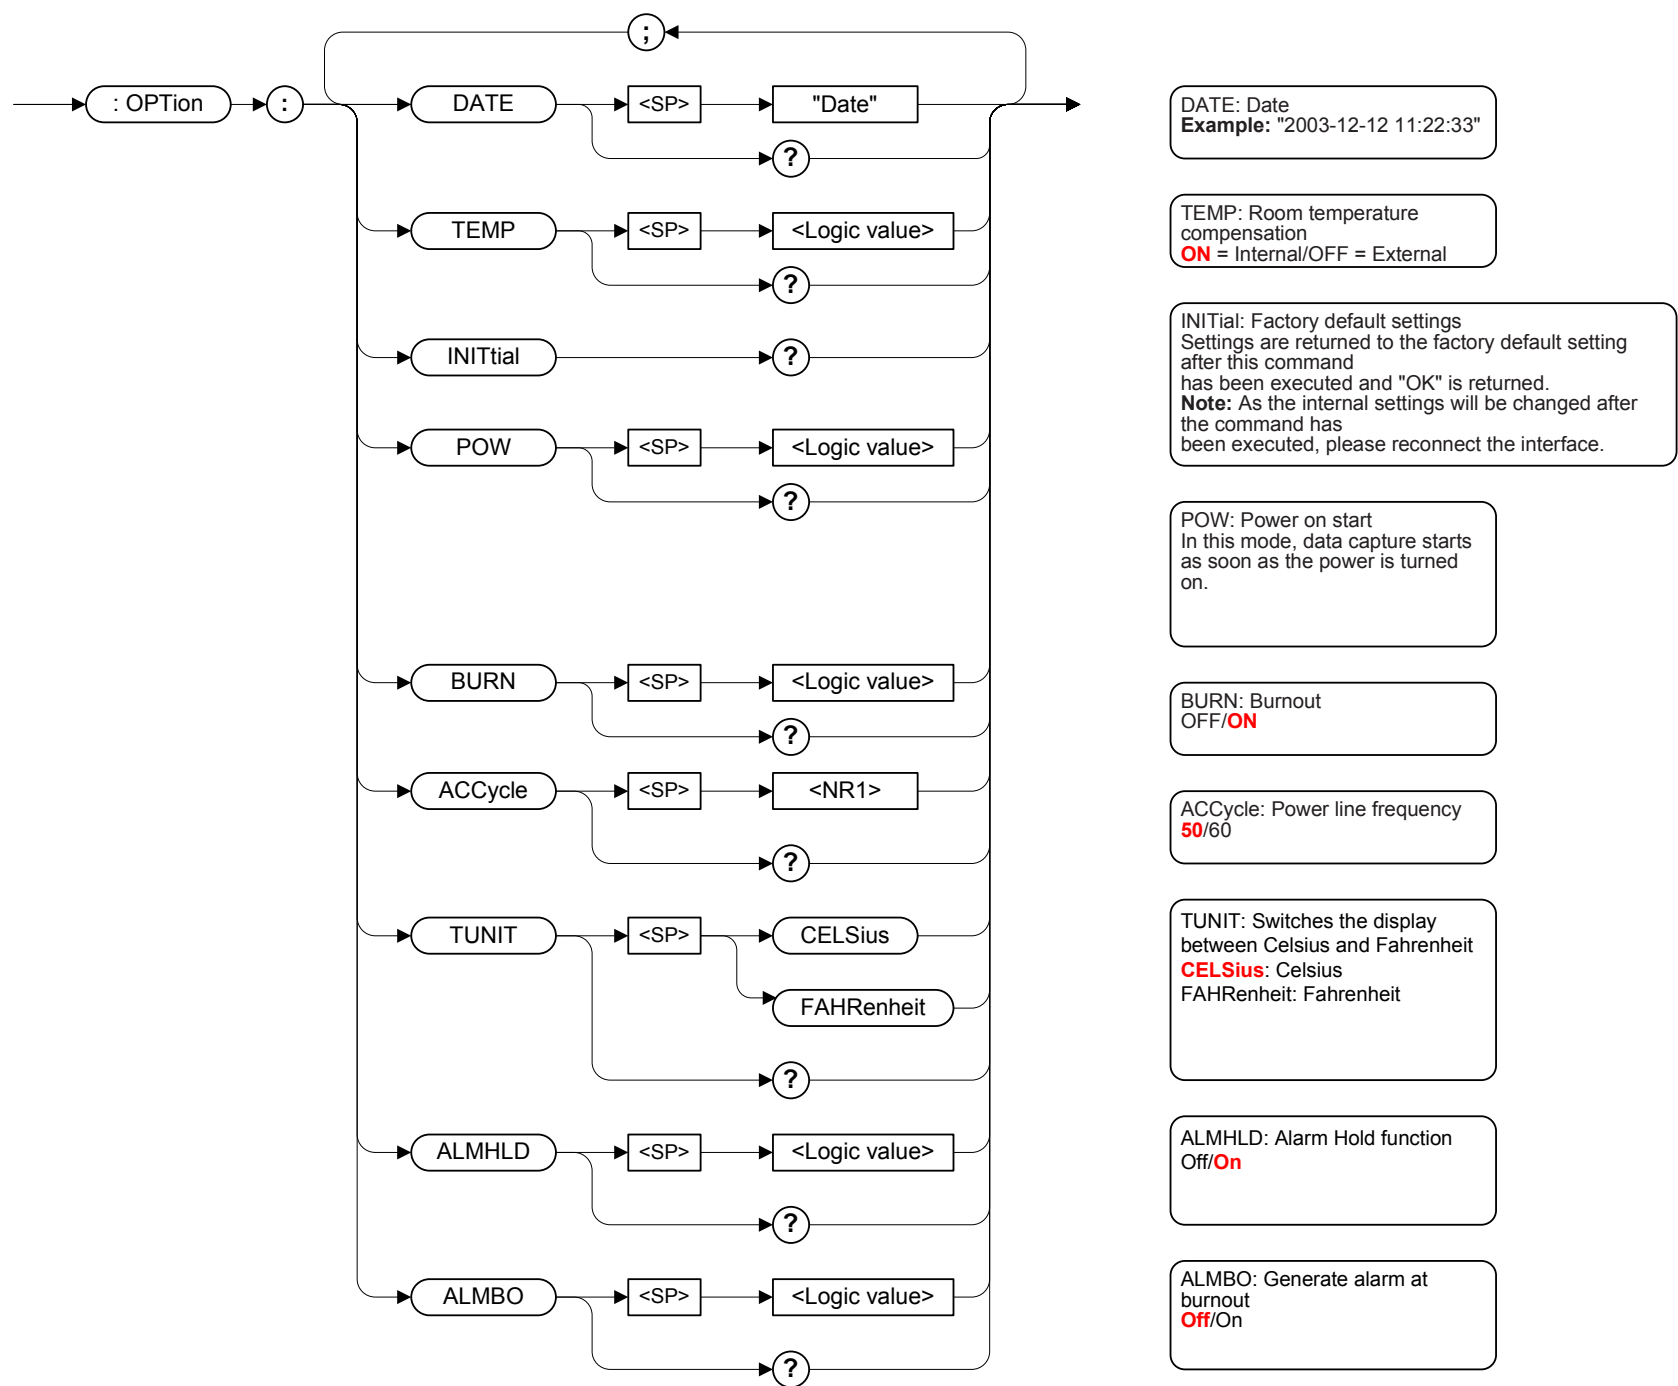 ;
: OPTion : DATE <SP> "Date"
?
TEMP <SP> <Logic value>
?
INITtial ?
POW <SP> <Logic value>
?
BURN <SP> <Logic value>
?
ACCycle <SP> <NR1>
?
TUNIT <SP> CELSius
FAHRenheit
?
ALMHLD <SP> <Logic value>
?
ALMBO <SP> <Logic value>
?
DATE: Date
Example: "2003-12-12 11:22:33"
TEMP: Room temperature
compensation
ON = Internal/OFF = External
INITial: Factory default settings
Settings are returned to the factory default setting
after this command
has been executed and "OK" is returned.
Note: As the internal settings will be changed after
the command has
been executed, please reconnect the interface.
POW: Power on start
In this mode, data capture starts
as soon as the power is turned
on.
BURN: Burnout
OFF/ON
ACCycle: Power line frequency
50/60
TUNIT: Switches the display
between Celsius and Fahrenheit
CELSius: Celsius
FAHRenheit: Fahrenheit
ALMHLD: Alarm Hold function
Off/On
ALMBO: Generate alarm at
burnout
Off/On